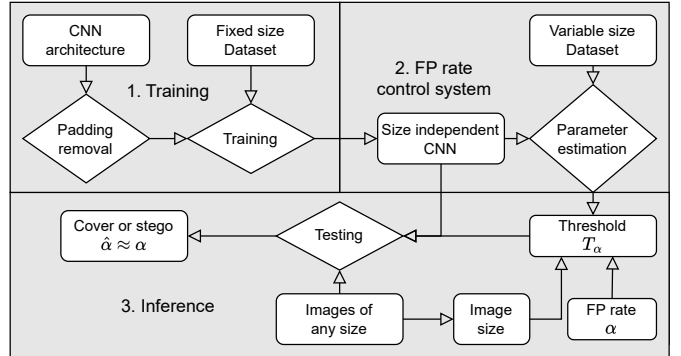 CNN
architecture
Fixed size
Dataset
1. Training
Padding
removal
Training
Variable size
Dataset
2. FP rate
control system
Size independent
CNN
Parameter
estimation
Cover or stego
α̂ ≈ α
Testing
Threshold
Tα
3. Inference
Images of
any size
Image
size
FP rate
α